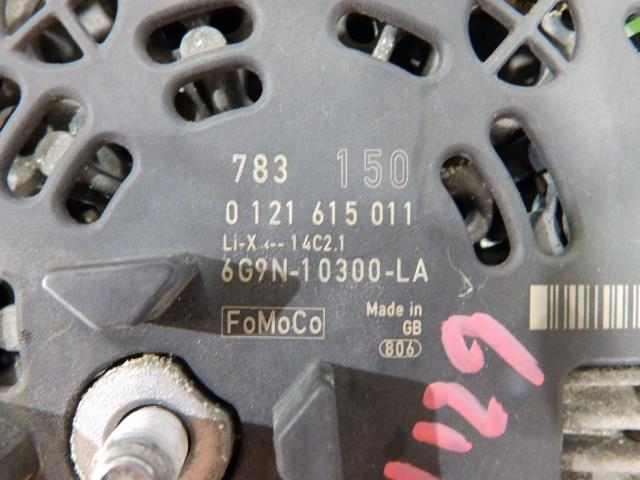 783 150
0 121 615 011
Li-X ‹-- 14C2.1
6G9N-10300-LA
FoMoCo
Made in
GB
806